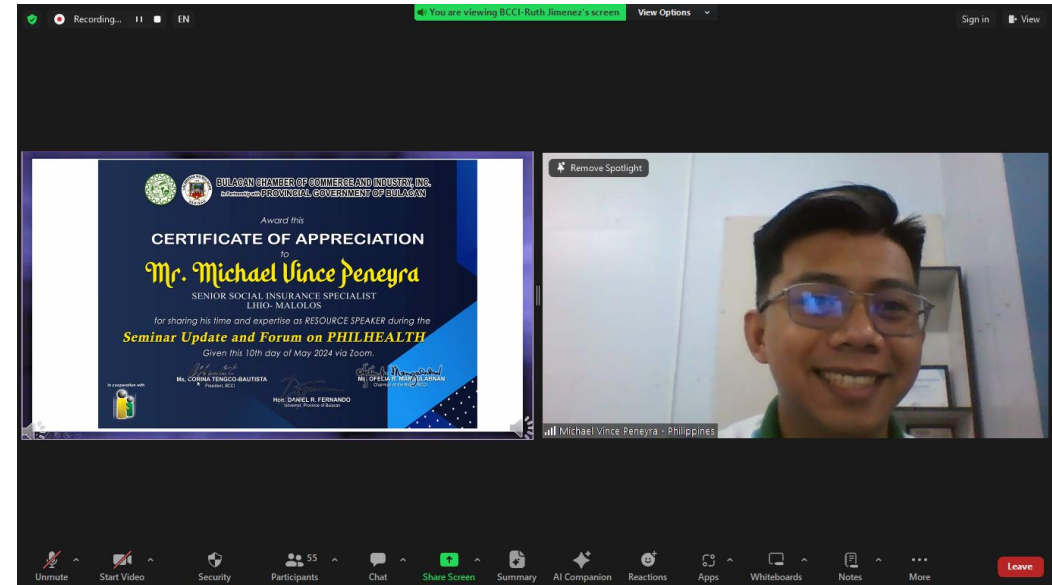 Recording...
EN
You are viewing BCCI-Ruth Jimenez's screen
View Options
Sign in
View
BULACAN CHAMBER OF COMMERCE AND INDUSTRY, INC.
In Partnership with PROVINCIAL GOVERNMENT OF BULACAN
Award this
CERTIFICATE OF APPRECIATION
to
Mr. Michael Vince Peneyra
SENIOR SOCIAL INSURANCE SPECIALIST
LHIO- MALOLOS
for sharing his time and expertise as RESOURCE SPEAKER during the
Seminar Update and Forum on PHILHEALTH
Given this 10th day of May 2024 via Zoom.
In cooperation with
Ms. CORINA TENGCO-BAUTISTA
President, BCCI
Hon. DANIEL R. FERNANDO
Governor, Province of Bulacan
Remove Spotlight
Michael Vince Peneyra - Philippines
Unmute
Start Video
Security
55
Participants
Chat
Share Screen
Summary
AI Companion
Reactions
Apps
Whiteboards
Notes
More
Leave